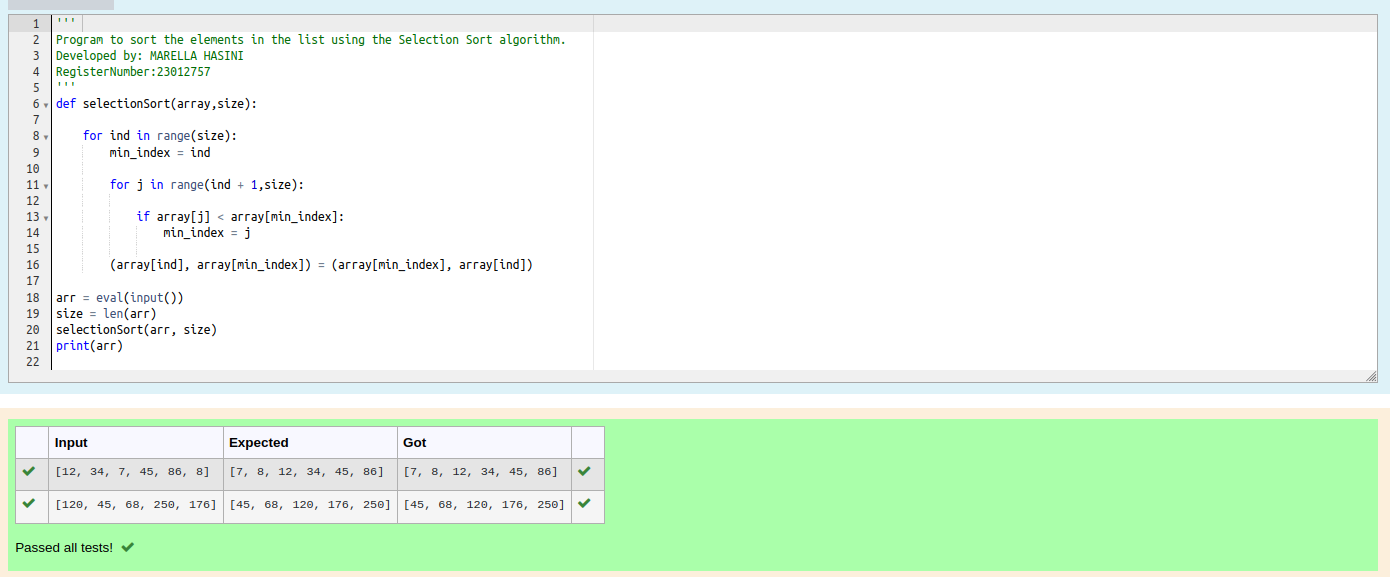 1 '''
2 Program to sort the elements in the list using the Selection Sort algorithm.
3 Developed by: MARELLA HASINI
4 RegisterNumber:23012757
5 '''
6 def selectionSort(array,size):
7
8     for ind in range(size):
9         min_index = ind
10
11         for j in range(ind + 1,size):
12
13             if array[j] < array[min_index]:
14                 min_index = j
15
16         (array[ind], array[min_index]) = (array[min_index], array[ind])
17
18 arr = eval(input())
19 size = len(arr)
20 selectionSort(arr, size)
21 print(arr)
22
Input Expected Got
[12, 34, 7, 45, 86, 8] [7, 8, 12, 34, 45, 86] [7, 8, 12, 34, 45, 86]
[120, 45, 68, 250, 176] [45, 68, 120, 176, 250] [45, 68, 120, 176, 250]
Passed all tests!